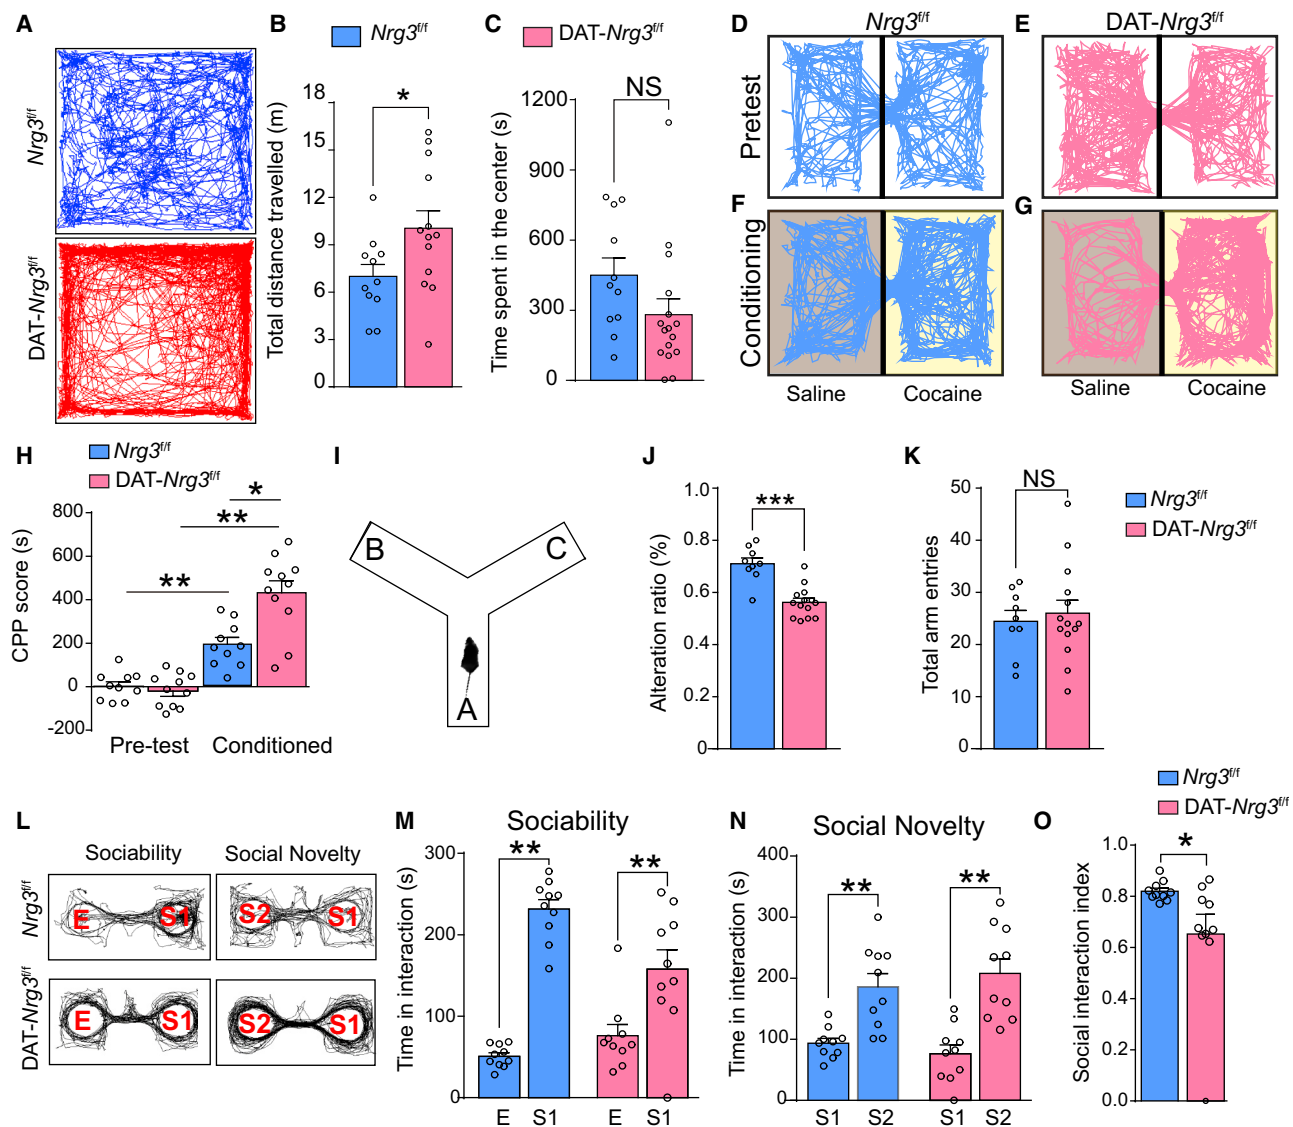 A
Nrg3f/f
DAT-Nrg3f/f
B
Nrg3f/f
Total distance travelled (m)
18
15
12
9
6
3
0
*
C
DAT-Nrg3f/f
Time spent in the center (s)
1200
900
600
300
0
NS
D
Nrg3f/f
E
DAT-Nrg3f/f
Pretest
F
G
Conditioning
Saline
Cocaine
Saline
Cocaine
H
Nrg3f/f
DAT-Nrg3f/f
CPP score (s)
800
600
400
200
0
-200
*
**
**
Pre-test
Conditioned
I
B
C
A
J
Alteration ratio (%)
1.0
0.8
0.6
0.4
0.2
0
***
K
Total arm entries
50
40
30
20
10
0
NS
Nrg3f/f
DAT-Nrg3f/f
L
Sociability
Social Novelty
Nrg3f/f
E
S1
S2
S1
DAT-Nrg3f/f
E
S1
S2
S1
M
Sociability
Time in interaction (s)
300
200
100
0
**
**
E
S1
E
S1
N
Social Novelty
Time in interaction (s)
400
300
200
100
0
**
**
S1
S2
S1
S2
Nrg3f/f
DAT-Nrg3f/f
O
Social interaction index
1.0
0.8
0.6
0.4
0.2
0.0
*